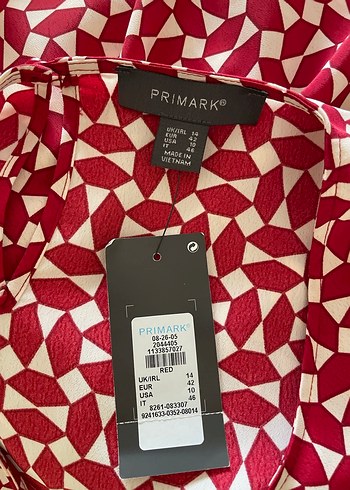 PRIMARK®
UK/IRL 14
EUR 42
USA 10
IT 46
MADE IN
VIETNAM
PRIMARK®
08-26-05
2044405
1133857027
RED
UK/IRL 14
EUR 42
USA 10
IT 46
8261-083307
9241633-0352-08014